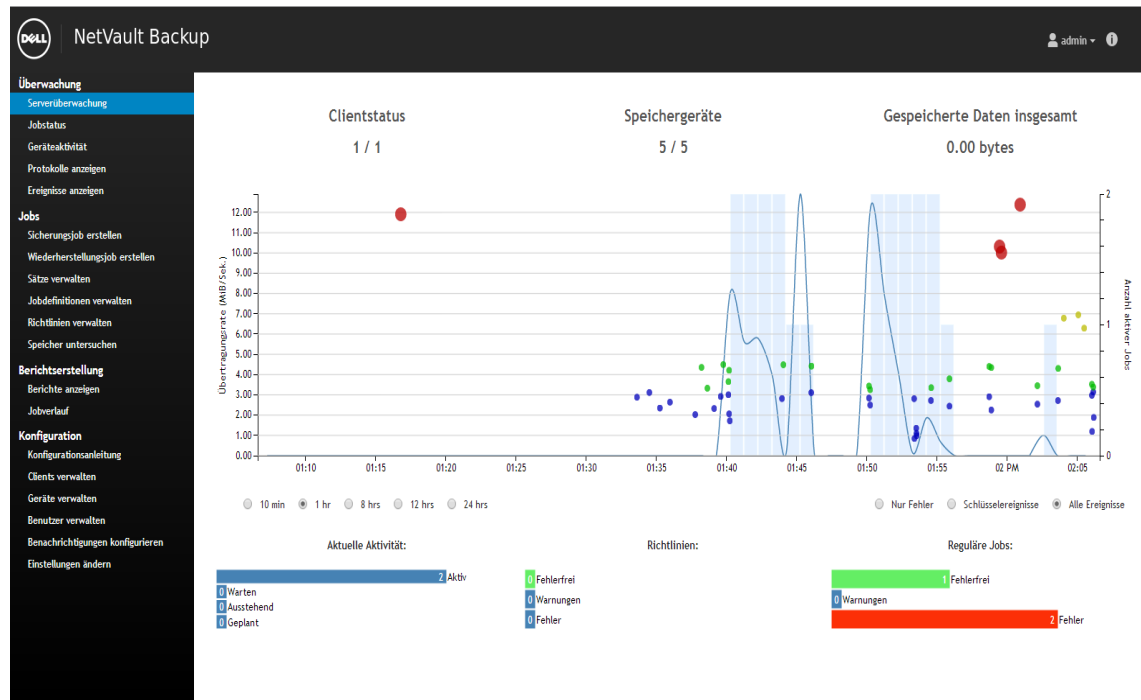 DELL
NetVault Backup
admin
Überwachung
Serverüberwachung
Jobstatus
Geräteaktivität
Protokolle anzeigen
Ereignisse anzeigen
Jobs
Sicherungsjob erstellen
Wiederherstellungsjob erstellen
Sätze verwalten
Jobdefinitionen verwalten
Richtlinien verwalten
Speicher untersuchen
Berichtserstellung
Berichte anzeigen
Jobverlauf
Konfiguration
Konfigurationsanleitung
Clients verwalten
Geräte verwalten
Benutzer verwalten
Benachrichtigungen konfigurieren
Einstellungen ändern
Clientstatus
1 / 1
Speichergeräte
5 / 5
Gespeicherte Daten insgesamt
0.00 bytes
Übertragungsrate (MiB/Sek.)
12.00
11.00
10.00
9.00
8.00
7.00
6.00
5.00
4.00
3.00
2.00
1.00
0.00
01:10 01:15 01:20 01:25 01:30 01:35 01:40 01:45 01:50 01:55 02 PM 02:05
2
1
0
Anzahl aktiver Jobs
10 min 1 hr 8 hrs 12 hrs 24 hrs
Nur Fehler Schlüsselereignisse Alle Ereignisse
Aktuelle Aktivität:
2 Aktiv
0 Warten
0 Ausstehend
0 Geplant
Richtlinien:
0 Fehlerfrei
0 Warnungen
0 Fehler
Reguläre Jobs:
1 Fehlerfrei
0 Warnungen
2 Fehler